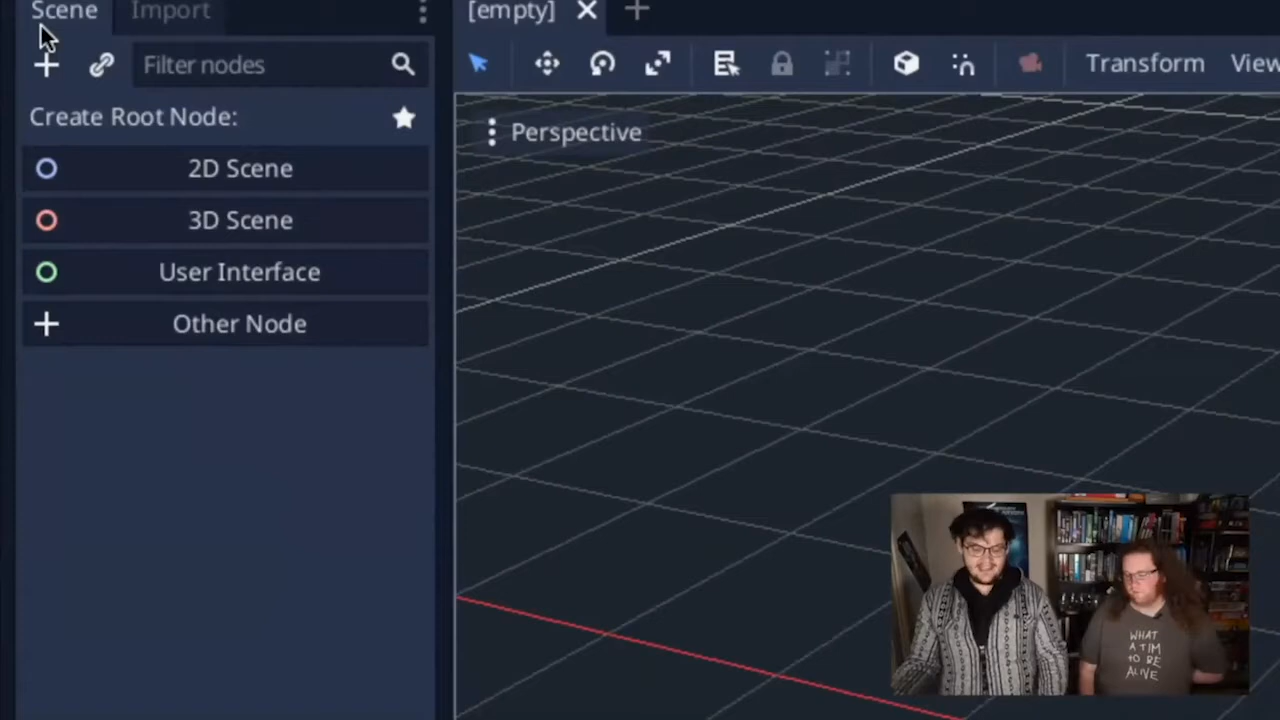 Scene
Import
[empty]
Filter nodes
Transform
View
Create Root Node:
Perspective
2D Scene
3D Scene
User Interface
Other Node
WHAT
A TIM
TO BE
ALIVE